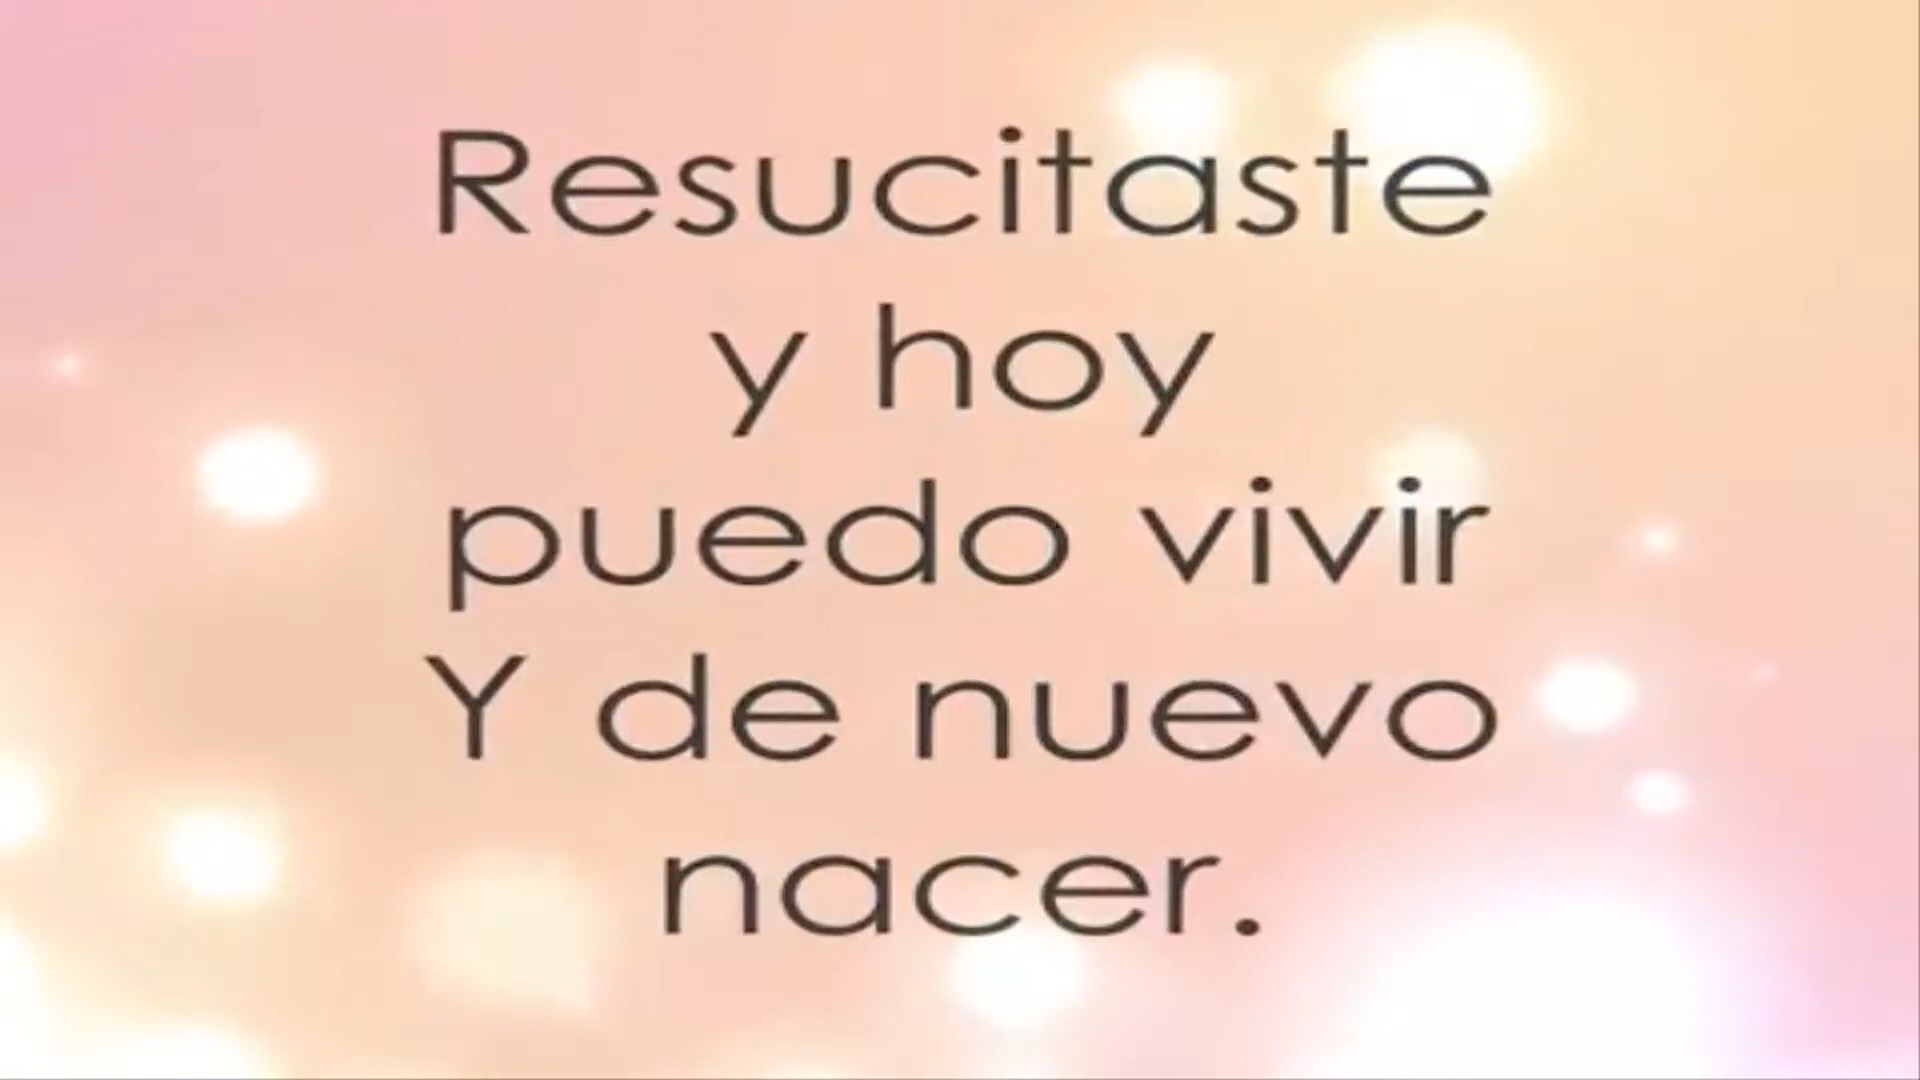 Resucitaste
y hoy
puedo vivir
Y de nuevo
nacer.